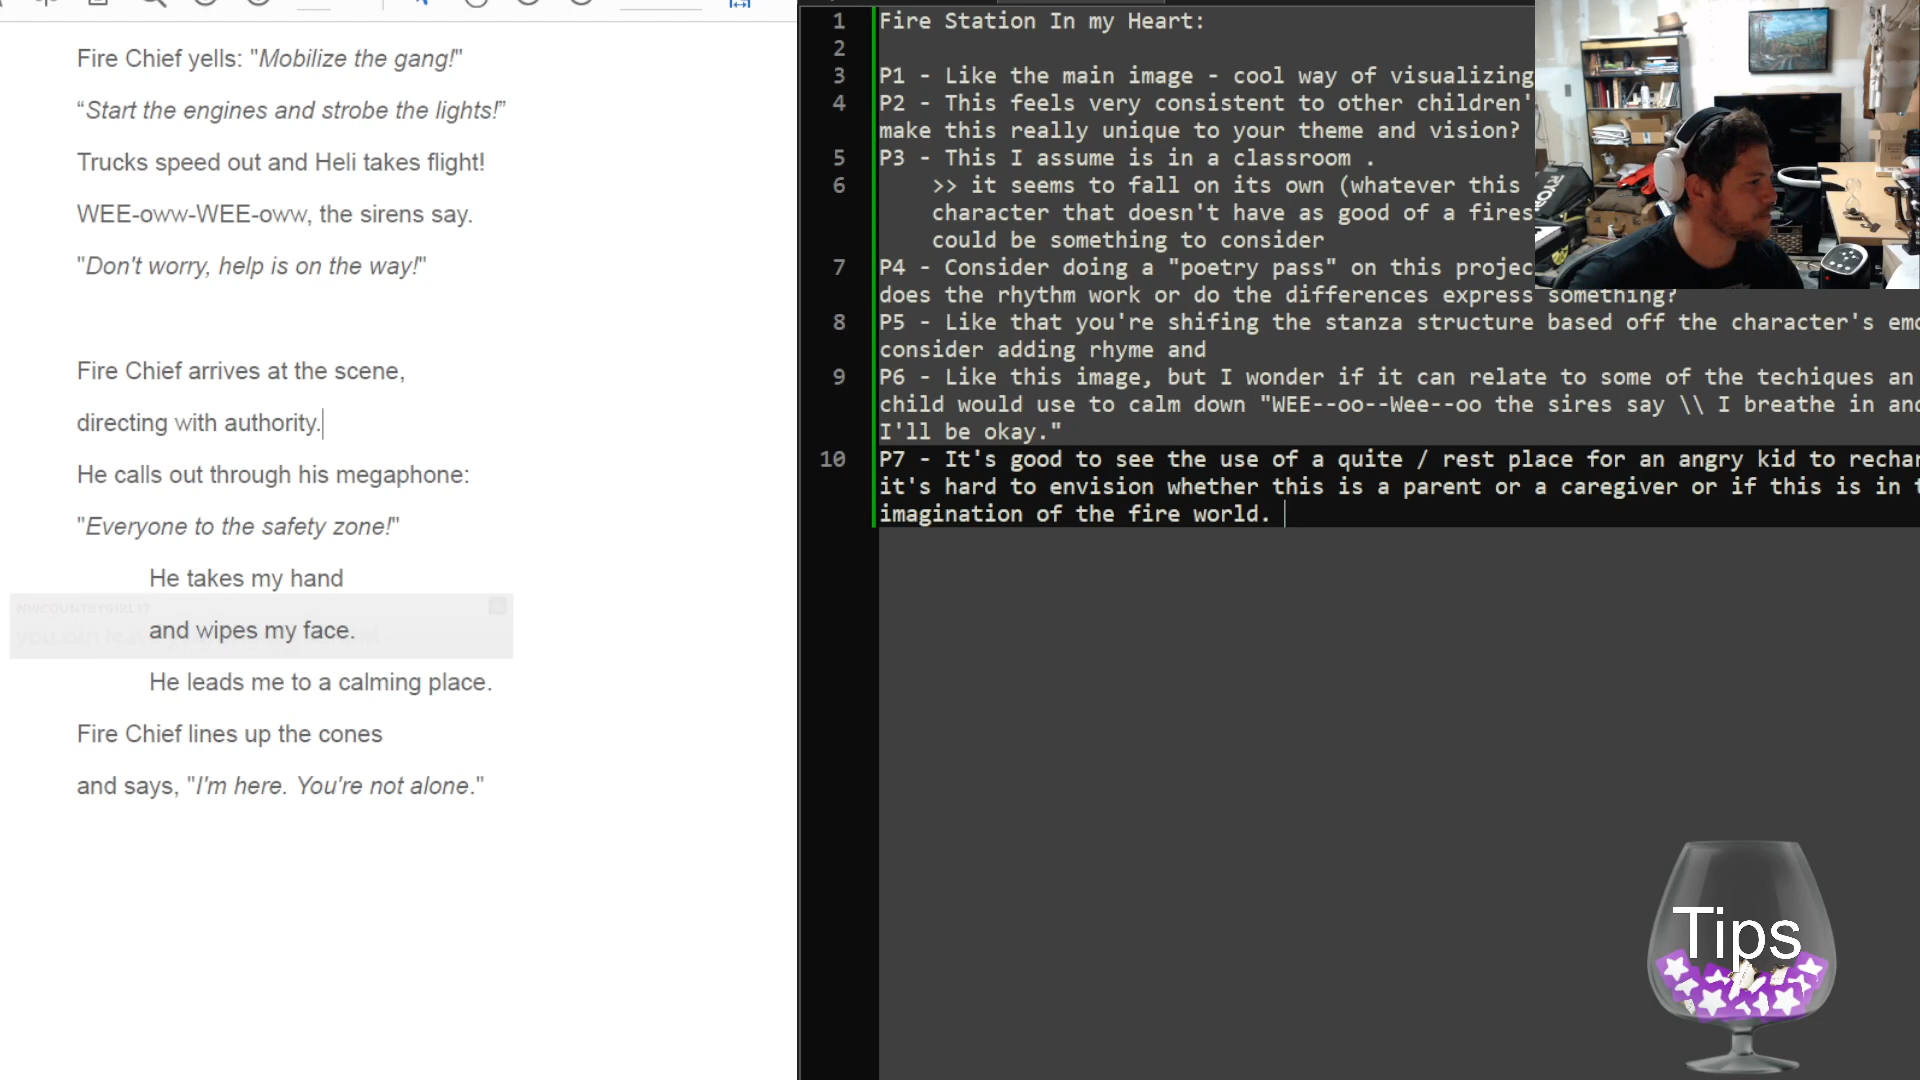 Fire Chief yells: "Mobilize the gang!"
“Start the engines and strobe the lights!”
Trucks speed out and Heli takes flight!
WEE-oww-WEE-oww, the sirens say.
"Don't worry, help is on the way!"
Fire Chief arrives at the scene,
directing with authority.
He calls out through his megaphone:
"Everyone to the safety zone!"
He takes my hand
and wipes my face.
He leads me to a calming place.
Fire Chief lines up the cones
and says, "I'm here. You're not alone."
1 Fire Station In my Heart:
2
3 P1 - Like the main image - cool way of visualizing
4 P2 - This feels very consistent to other children'
make this really unique to your theme and vision?
5 P3 - This I assume is in a classroom .
6 >> it seems to fall on its own (whatever this
character that doesn't have as good of a fires
could be something to consider
7 P4 - Consider doing a "poetry pass" on this projec
does the rhythm work or do the differences express something?
8 P5 - Like that you're shifing the stanza structure based off the character's emo
consider adding rhyme and
9 P6 - Like this image, but I wonder if it can relate to some of the techiques an
child would use to calm down "WEE--oo--Wee--oo the sires say \\ I breathe in and
I'll be okay."
10 P7 - It's good to see the use of a quite / rest place for an angry kid to rechar
it's hard to envision whether this is a parent or a caregiver or if this is in t
imagination of the fire world.
RYOBI
Tips